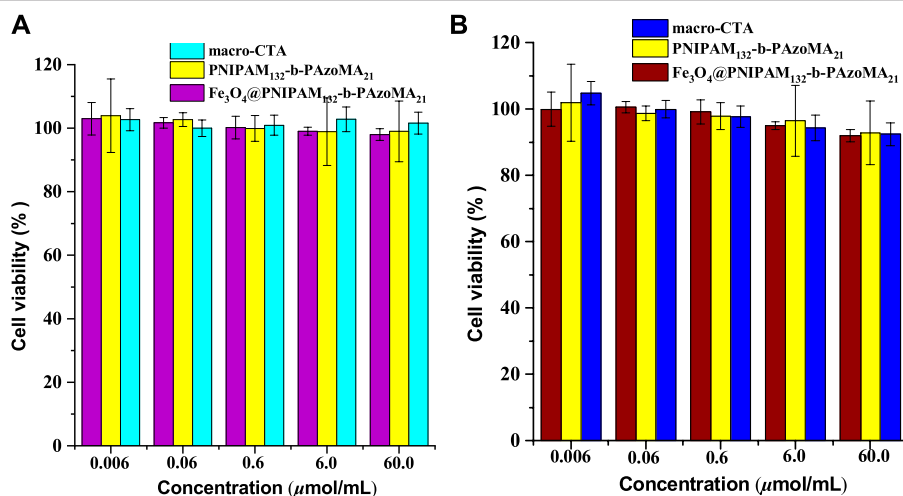 A
macro-CTA
PNIPAM₁₃₂-b-PAzoMA₂₁
Fe₃O₄@PNIPAM₁₃₂-b-PAzoMA₂₁
120
100
80
60
40
20
0
Cell viability (% )
0.006 0.06 0.6 6.0 60.0
Concentration (μmol/mL)
B
macro-CTA
PNIPAM₁₃₂-b-PAzoMA₂₁
Fe₃O₄@PNIPAM₁₃₂-b-PAzoMA₂₁
120
100
80
60
40
20
0
Cell viability (% )
0.006 0.06 0.6 6.0 60.0
Concentration (μmol/mL)